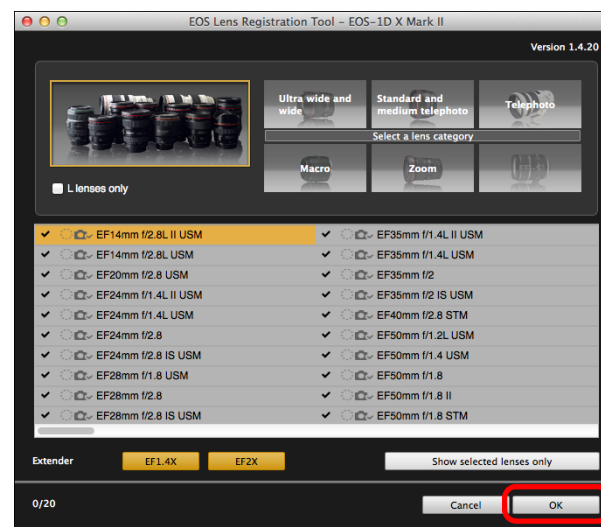 EOS Lens Registration Tool – EOS-1D X Mark II
Version 1.4.20
Ultra wide and wide
Standard and medium telephoto
Telephoto
Select a lens category
Macro
Zoom
L lenses only
EF14mm f/2.8L II USM
EF14mm f/2.8L USM
EF20mm f/2.8 USM
EF24mm f/1.4L II USM
EF24mm f/1.4L USM
EF24mm f/2.8
EF24mm f/2.8 IS USM
EF28mm f/1.8 USM
EF28mm f/2.8
EF28mm f/2.8 IS USM
EF35mm f/1.4L II USM
EF35mm f/1.4L USM
EF35mm f/2
EF35mm f/2 IS USM
EF40mm f/2.8 STM
EF50mm f/1.2L USM
EF50mm f/1.4 USM
EF50mm f/1.8
EF50mm f/1.8 II
EF50mm f/1.8 STM
Extender
EF1.4X
EF2X
Show selected lenses only
0/20
Cancel
OK